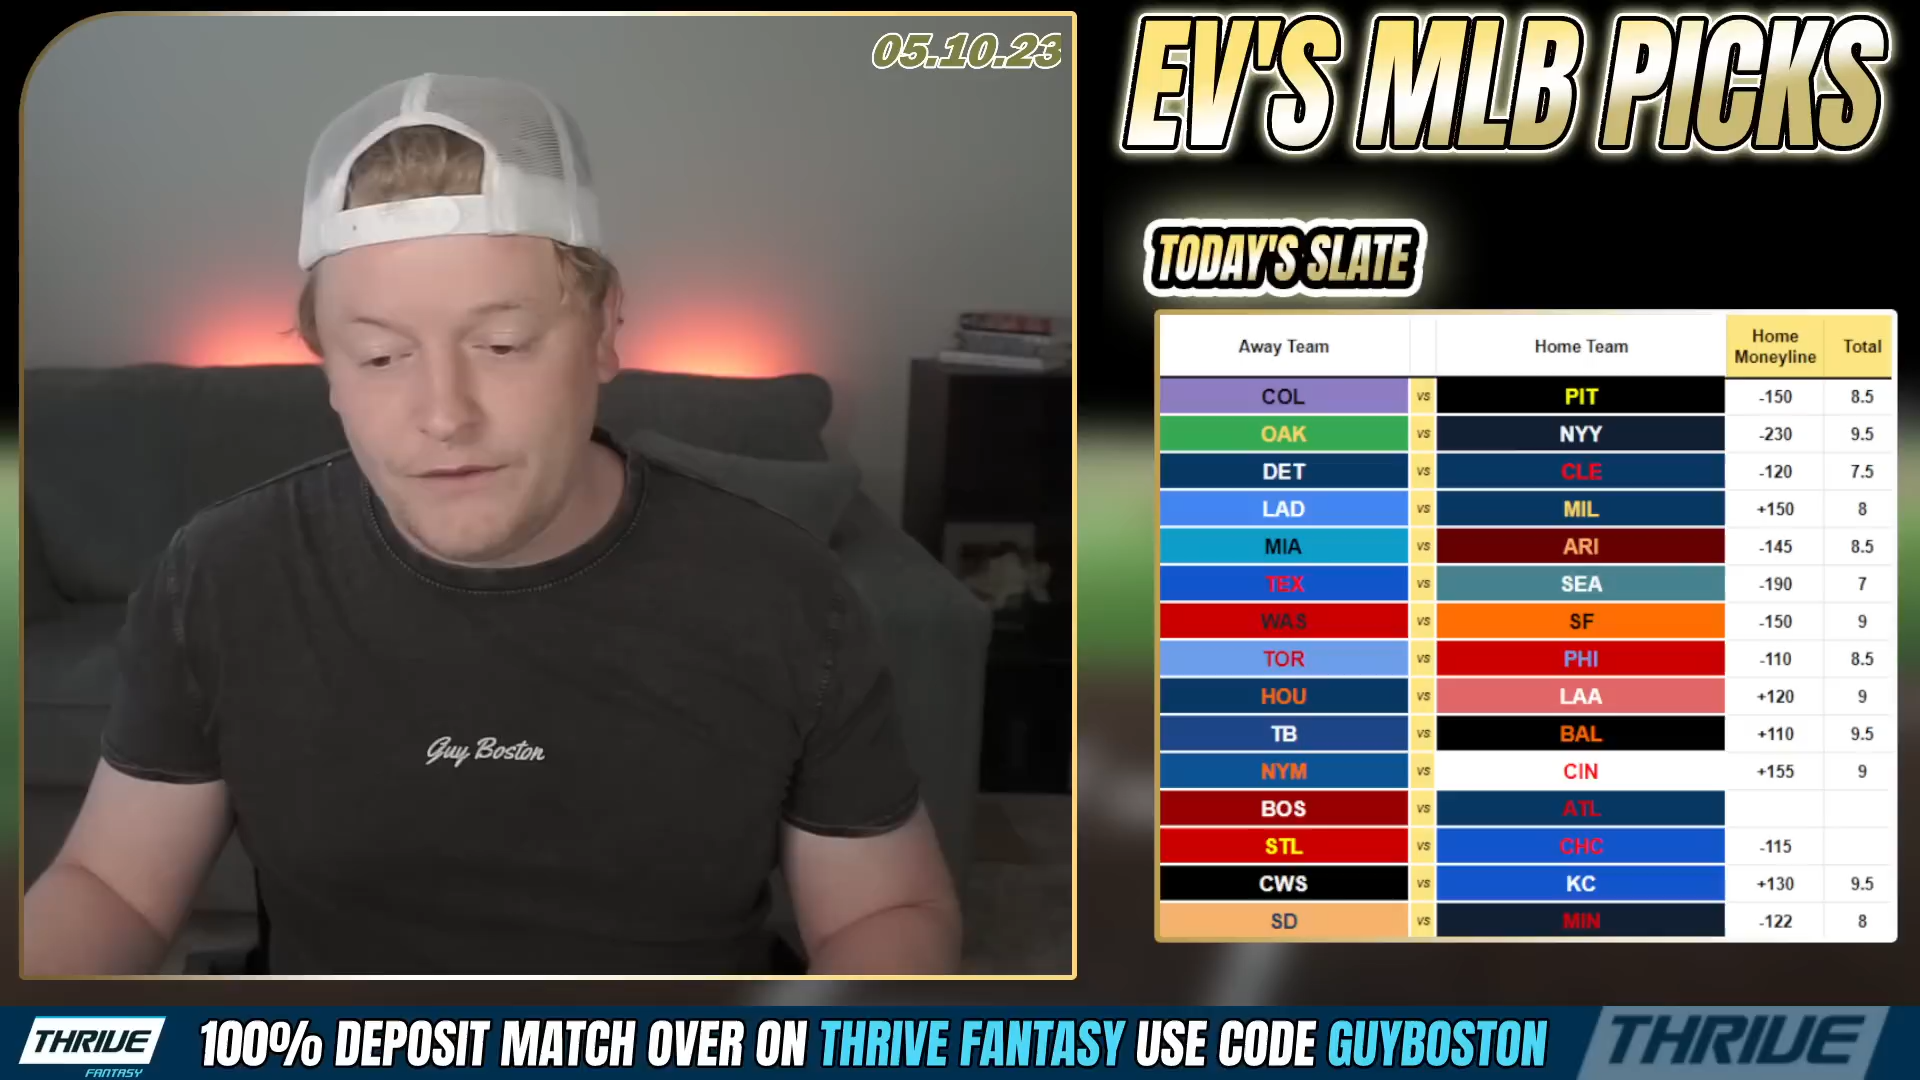 05.10.23
EV'S MLB PICKS
TODAY'S SLATE
Away Team Home Team Home Moneyline Total
COL vs PIT -150 8.5
OAK vs NYY -230 9.5
DET vs CLE -120 7.5
LAD vs MIL +150 8
MIA vs ARI -145 8.5
TEX vs SEA -190 7
WAS vs SF -150 9
TOR vs PHI -110 8.5
HOU vs LAA +120 9
TB vs BAL +110 9.5
NYM vs CIN +155 9
BOS vs ATL
STL vs CHC -115
CWS vs KC +130 9.5
SD vs MIN -122 8
Guy Boston
THRIVE FANTASY
100% DEPOSIT MATCH OVER ON THRIVE FANTASY USE CODE GUYBOSTON
THRIVE